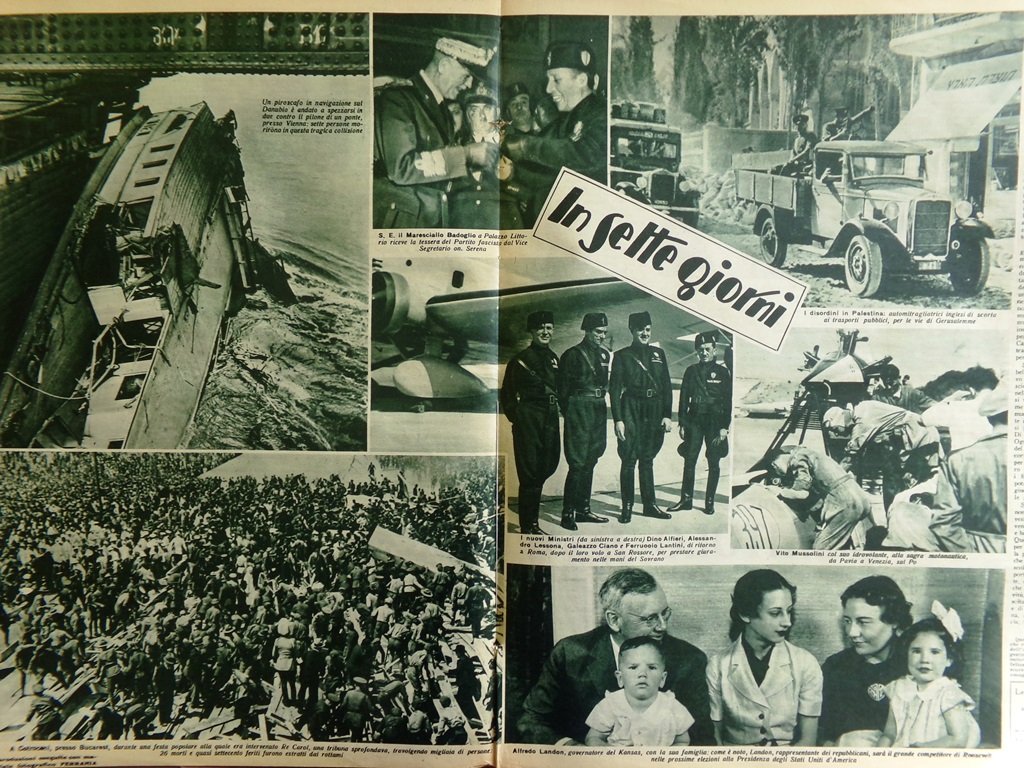 Un piroscafo in navigazione sul
Danubio è andato a spezzarsi in
due contro il pilone di un ponte,
presso Vienna: sette persone mo-
rirono in questa tragica collisione
S. E. il Maresciallo Badoglio a Palazzo Litto-
rio riceve la tessera del Partito fascista dal Vice
Segretario on. Serena
In Sette giorni
I disordini in Palestina: automitragliatrici inglesi di scorta
ai trasporti pubblici, per le vie di Gerusalemme
I nuovi Ministri (da sinistra a destra) Dino Alfieri, Alessan-
dro Lessona, Galeazzo Ciano e Ferruccio Lantini, di ritorno
a Roma, dopo il loro volo a San Rossore, per prestare giura-
mento nelle mani del Sovrano
Vito Mussolini col suo idrovolante, alla sagra motonautica,
da Pavia a Venezia, sul Po
A Cotroceni, presso Bucarest, durante una festa popolare alla quale era intervenuto Re Carol, una tribuna sprofondava, travolgendo migliaia di persone:
26 morti e quasi settecento feriti furono estratti dai rottami
FERRANIA
Alfredo Landon, governatore del Kansas, con la sua famiglia: come è noto, Landon, rappresentante dei repubblicani, sarà il grande competitore di Roosevelt
nelle prossime elezioni alla Presidenza degli Stati Uniti d'America